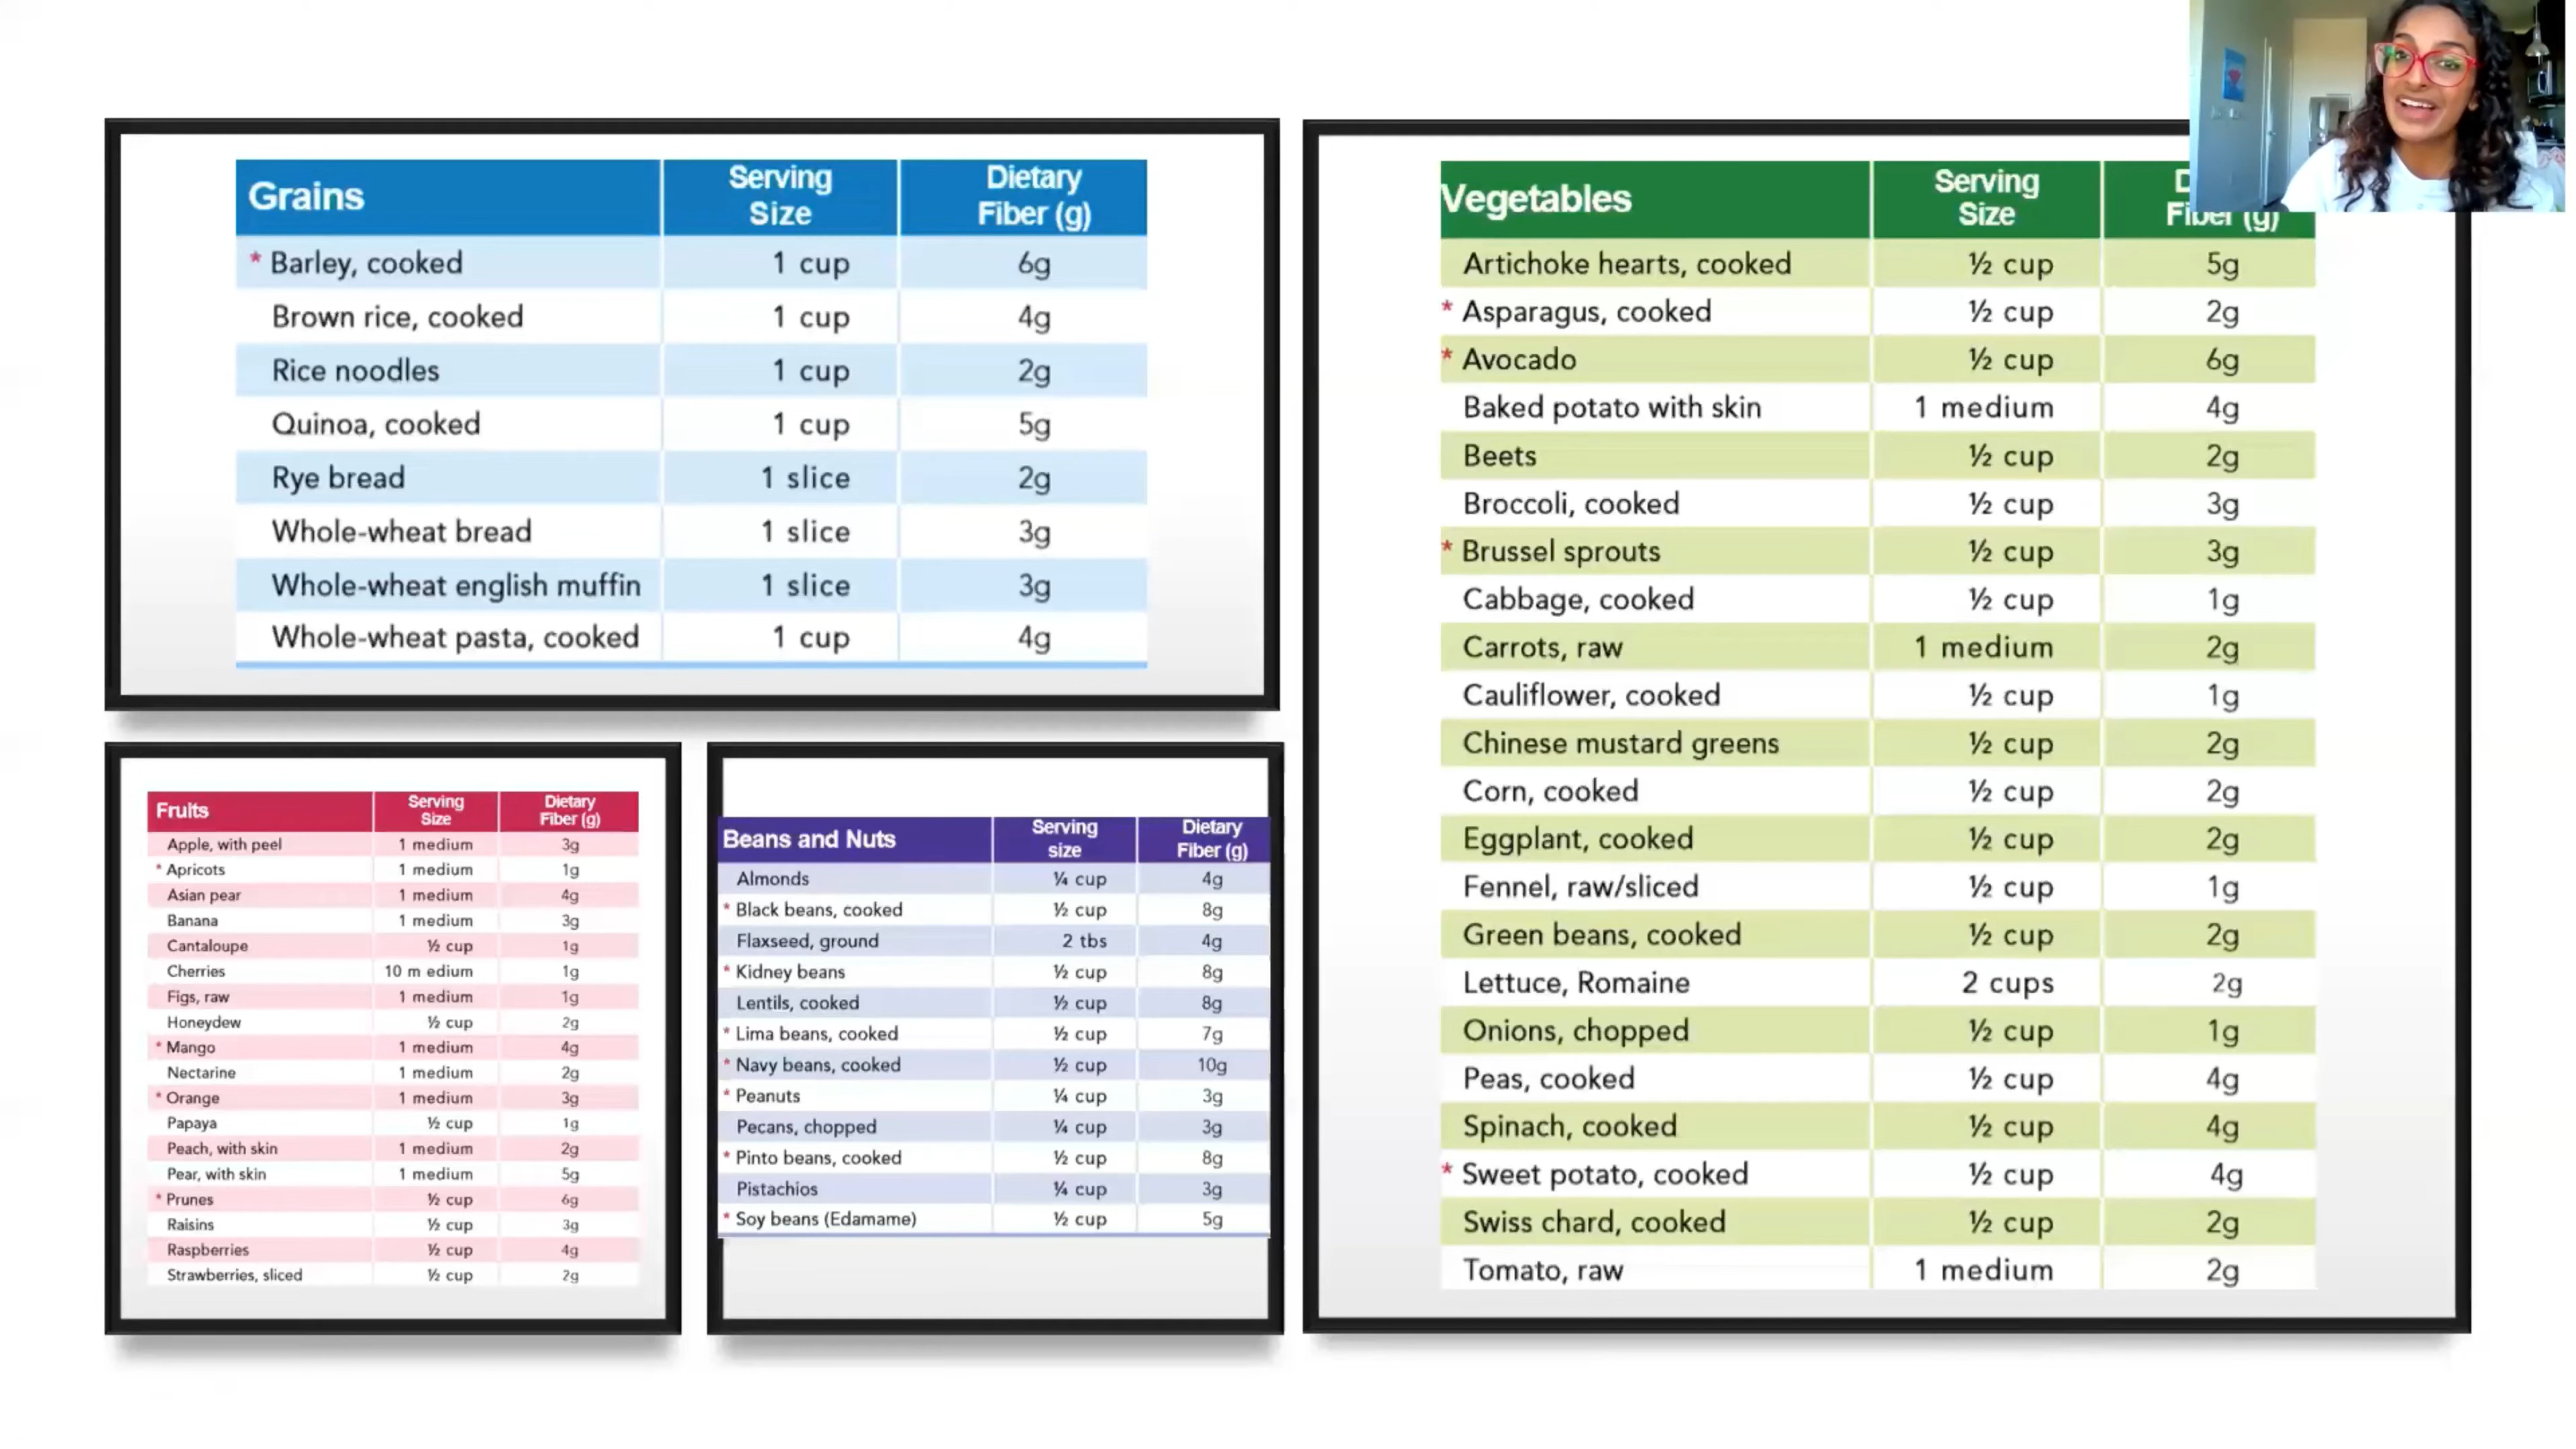 Grains Serving Size Dietary Fiber (g)
* Barley, cooked 1 cup 6g
Brown rice, cooked 1 cup 4g
Rice noodles 1 cup 2g
Quinoa, cooked 1 cup 5g
Rye bread 1 slice 2g
Whole-wheat bread 1 slice 3g
Whole-wheat english muffin 1 slice 3g
Whole-wheat pasta, cooked 1 cup 4g
Fruits Serving Size Dietary Fiber (g)
Apple, with peel 1 medium 3g
* Apricots 1 medium 1g
Asian pear 1 medium 4g
Banana 1 medium 3g
Cantaloupe ½ cup 1g
Cherries 10 m edium 1g
Figs, raw 1 medium 1g
Honeydew ½ cup 2g
* Mango 1 medium 4g
Nectarine 1 medium 2g
* Orange 1 medium 3g
Papaya ½ cup 1g
Peach, with skin 1 medium 2g
Pear, with skin 1 medium 5g
* Prunes ½ cup 6g
Raisins ½ cup 3g
Raspberries ½ cup 4g
Strawberries, sliced ½ cup 2g
Beans and Nuts Serving size Dietary Fiber (g)
Almonds ¼ cup 4g
* Black beans, cooked ½ cup 8g
Flaxseed, ground 2 tbs 4g
* Kidney beans ½ cup 8g
Lentils, cooked ½ cup 8g
* Lima beans, cooked ½ cup 7g
* Navy beans, cooked ½ cup 10g
* Peanuts ¼ cup 3g
Pecans, chopped ¼ cup 3g
* Pinto beans, cooked ½ cup 8g
Pistachios ¼ cup 3g
* Soy beans (Edamame) ½ cup 5g
Vegetables Serving Size Fiber (g)
Artichoke hearts, cooked ½ cup 5g
* Asparagus, cooked ½ cup 2g
* Avocado ½ cup 6g
Baked potato with skin 1 medium 4g
Beets ½ cup 2g
Broccoli, cooked ½ cup 3g
* Brussel sprouts ½ cup 3g
Cabbage, cooked ½ cup 1g
Carrots, raw 1 medium 2g
Cauliflower, cooked ½ cup 1g
Chinese mustard greens ½ cup 2g
Corn, cooked ½ cup 2g
Eggplant, cooked ½ cup 2g
Fennel, raw/sliced ½ cup 1g
Green beans, cooked ½ cup 2g
Lettuce, Romaine 2 cups 2g
Onions, chopped ½ cup 1g
Peas, cooked ½ cup 4g
Spinach, cooked ½ cup 4g
* Sweet potato, cooked ½ cup 4g
Swiss chard, cooked ½ cup 2g
Tomato, raw 1 medium 2g